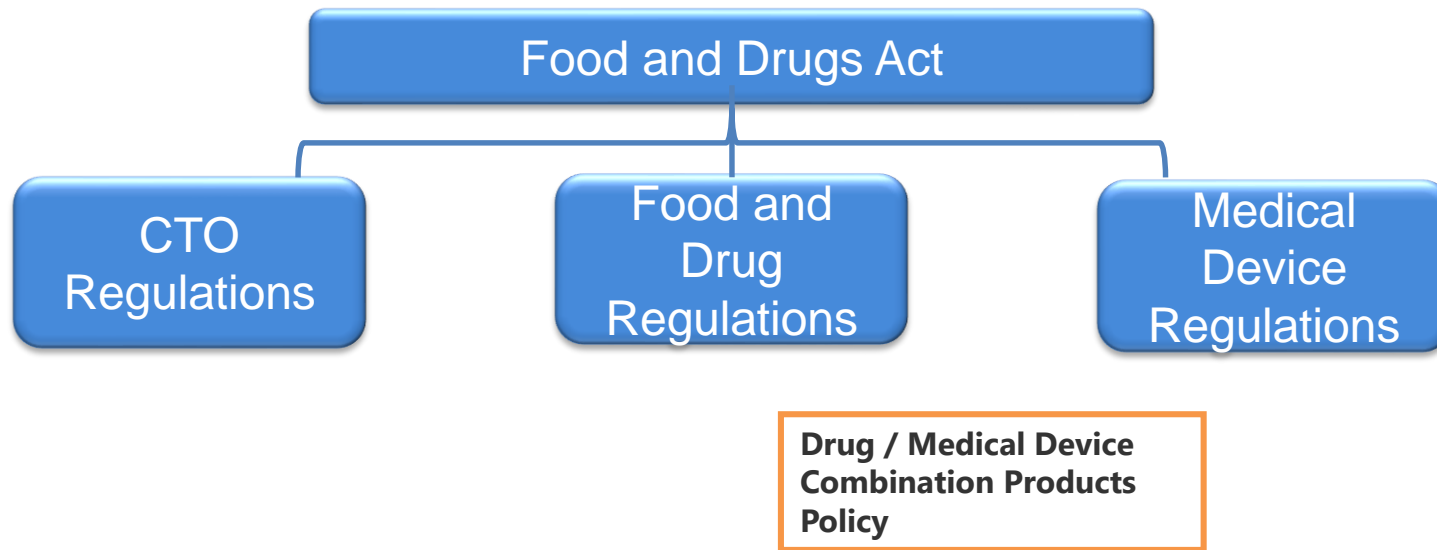 Food and Drugs Act
CTO
Regulations
Food and
Drug
Regulations
Medical
Device
Regulations
Drug / Medical Device
Combination Products
Policy